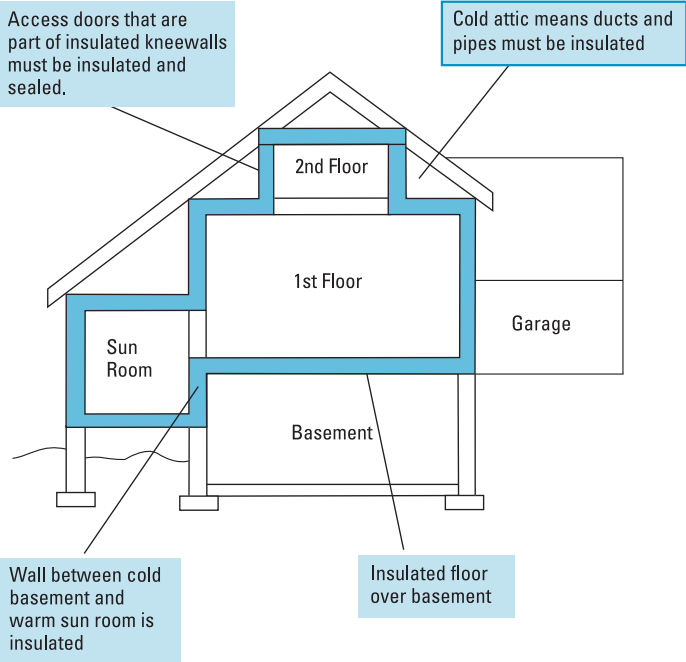 Access doors that are
part of insulated kneewalls
must be insulated and
sealed.
Cold attic means ducts and
pipes must be insulated
2nd Floor
1st Floor
Garage
Sun
Room
Basement
Wall between cold
basement and
warm sun room is
insulated
Insulated floor
over basement